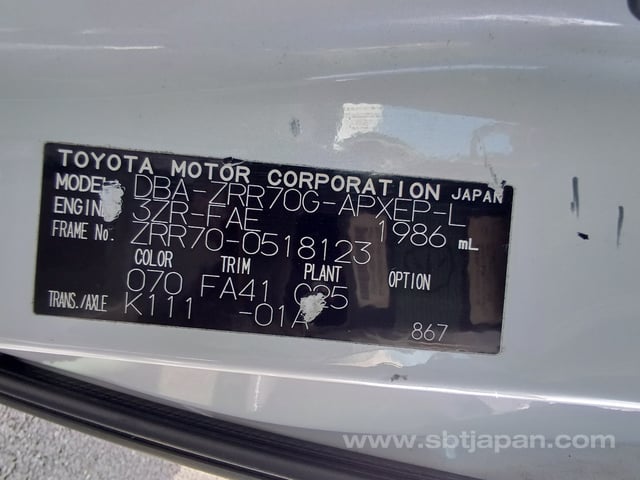 TOYOTA MOTOR CORPORATION JAPAN
MODEL DBA-ZRR70G-APXEP-L
ENGINE 3ZR-FAE 1986 mL
FRAME No. ZRR70-0518123
COLOR TRIM PLANT OPTION
070 FA41 C25
TRANS./AXLE K111 -01A
867
www.sbtjapan.com